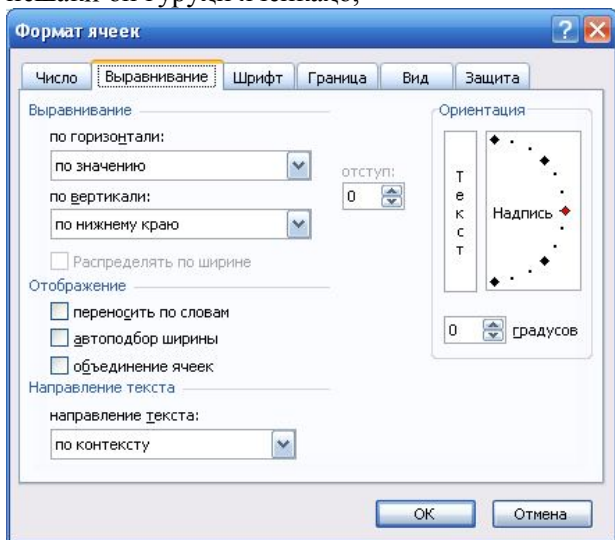 Формат ячеек
Число Выравнивание Шрифт Граница Вид Защита
Выравнивание
по горизонтали:
по значению
отступ:
0
по вертикали:
по нижнему краю
Распределять по ширине
Отображение
переносить по словам
автоподбор ширины
объединение ячеек
Направление текста
направление текста:
по контексту
Ориентация
Текст
Надпись
0 градусов
ОК Отмена